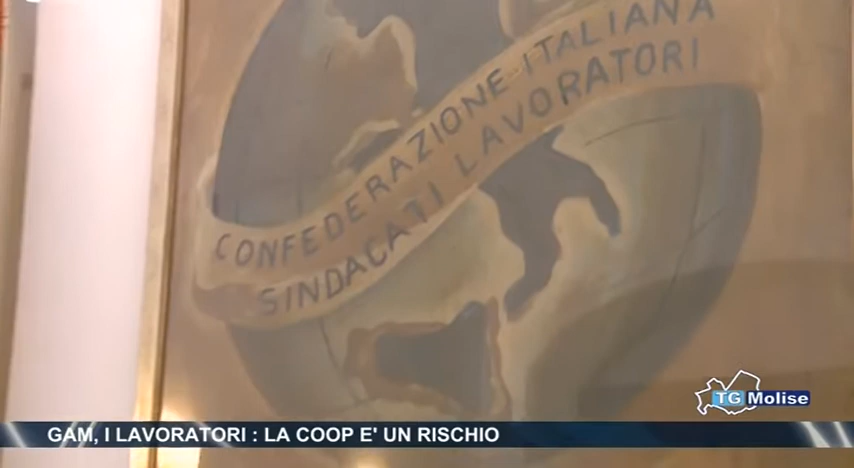 CONFEDERAZIONE ITALIANA
SINDACATI LAVORATORI
TG Molise
GAM, I LAVORATORI : LA COOP E' UN RISCHIO